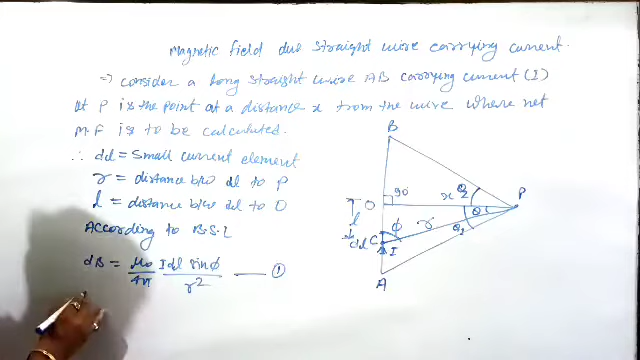 Magnetic field due straight wire carrying current.
⇒ consider a long straight wire AB carrying current (I)
at P is the point at a distance x from the wire where net
M.F is to be calculated.
∴ dl = small current element
r = distance b/w dl to P
l = distance b/w dl to O
According to B.S.L
dB = μ₀/4π Idl sinϕ/r² —— ①
B
90°
x
θ₂
P
O
θ
l
ϕ
r
θ₁
C
dl
I
A